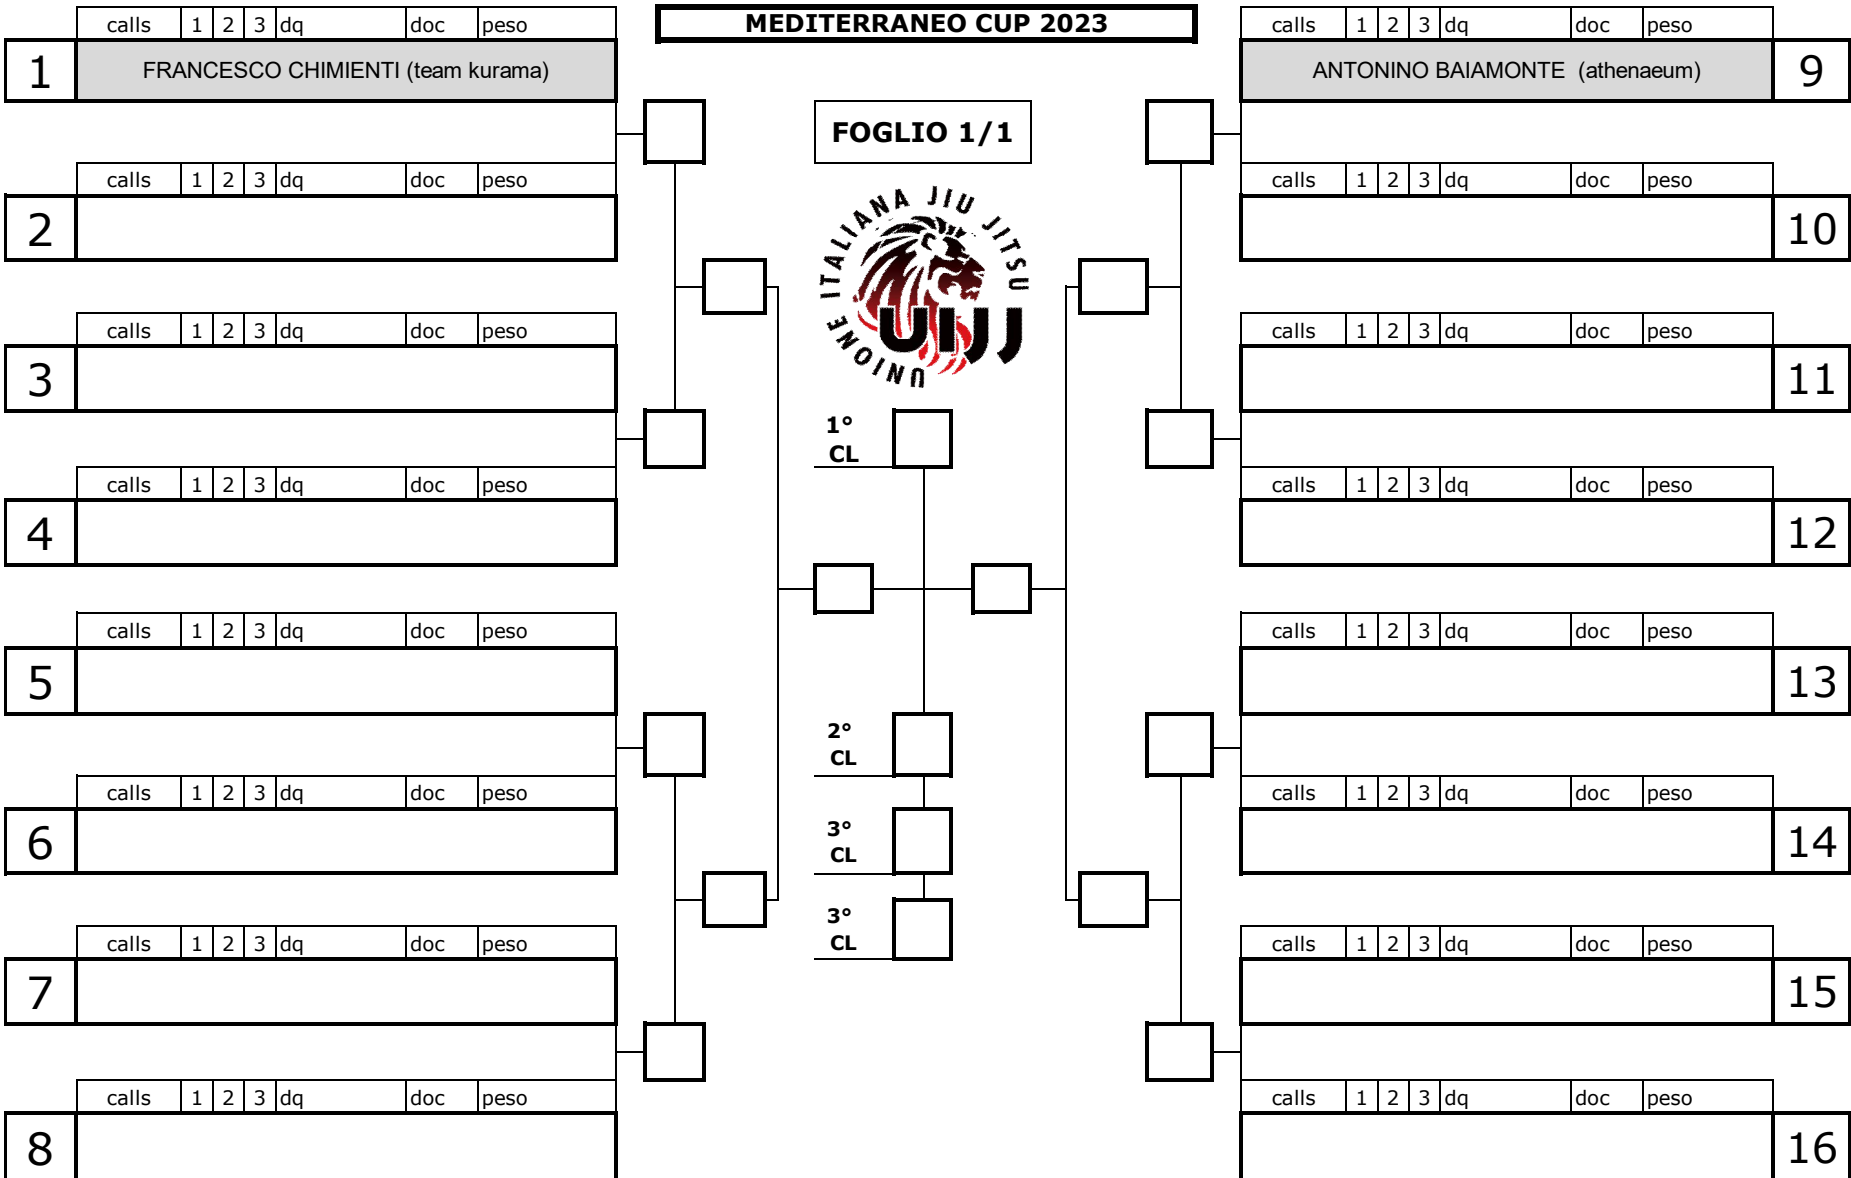 MEDITERRANEO CUP 2023
calls 1 2 3 dq doc peso
1 FRANCESCO CHIMIENTI (team kurama)
calls 1 2 3 dq doc peso
2
calls 1 2 3 dq doc peso
3
calls 1 2 3 dq doc peso
4
calls 1 2 3 dq doc peso
5
calls 1 2 3 dq doc peso
6
calls 1 2 3 dq doc peso
7
calls 1 2 3 dq doc peso
8
FOGLIO 1/1
UNIONE ITALIANA JIU JITSU
UIJJ
1°
CL
2°
CL
3°
CL
3°
CL
calls 1 2 3 dq doc peso
ANTONINO BAIAMONTE (athenaeum) 9
calls 1 2 3 dq doc peso
10
calls 1 2 3 dq doc peso
11
calls 1 2 3 dq doc peso
12
calls 1 2 3 dq doc peso
13
calls 1 2 3 dq doc peso
14
calls 1 2 3 dq doc peso
15
calls 1 2 3 dq doc peso
16